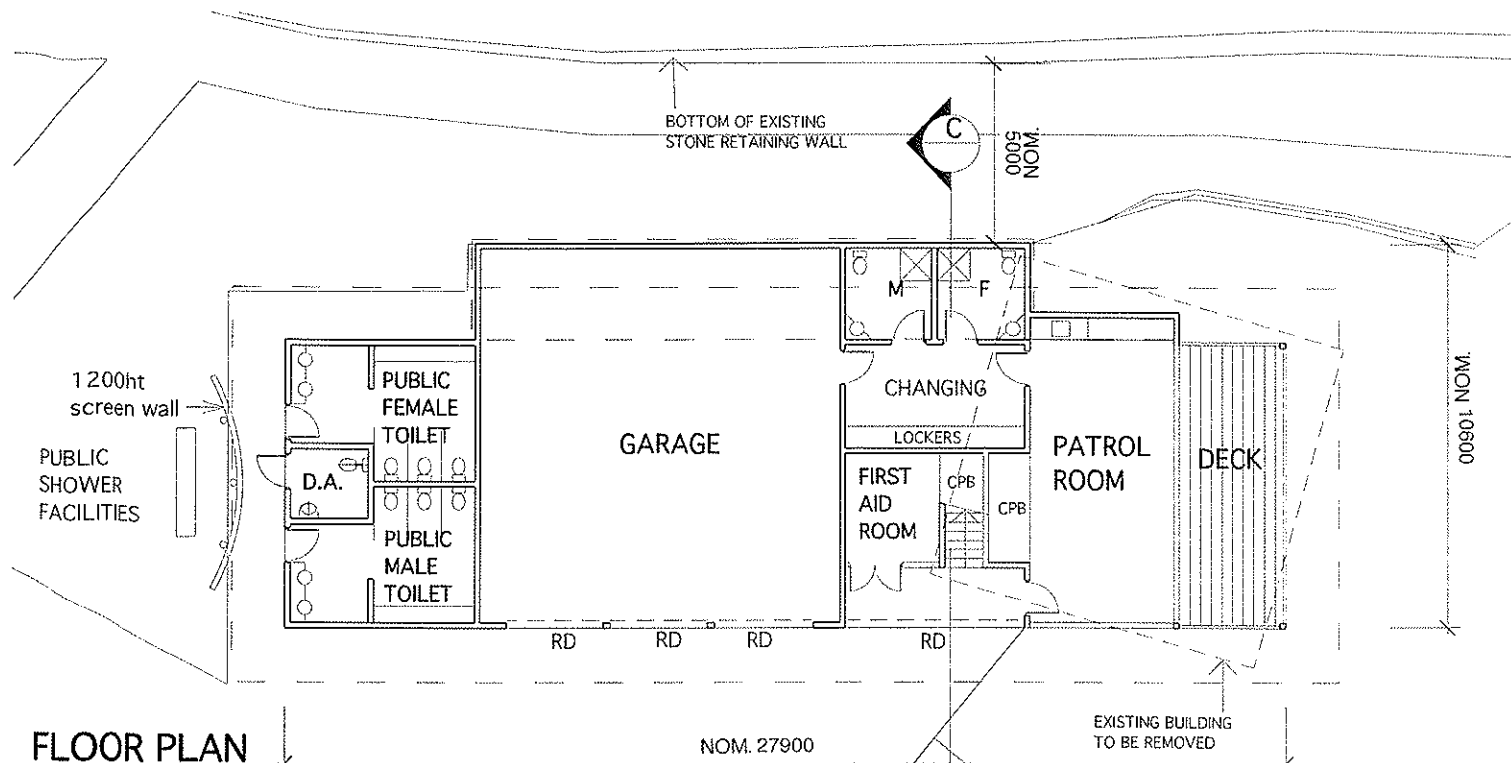 BOTTOM OF EXISTING
STONE RETAINING WALL
C
NOM.
5000
M
F
1200ht
screen wall
PUBLIC
SHOWER
FACILITIES
PUBLIC
FEMALE
TOILET
D.A.
PUBLIC
MALE
TOILET
GARAGE
CHANGING
LOCKERS
FIRST
AID
ROOM
CPB
CPB
PATROL
ROOM
DECK
NOM 10600
RD
RD
RD
RD
EXISTING BUILDING
TO BE REMOVED
FLOOR PLAN
NOM. 27900